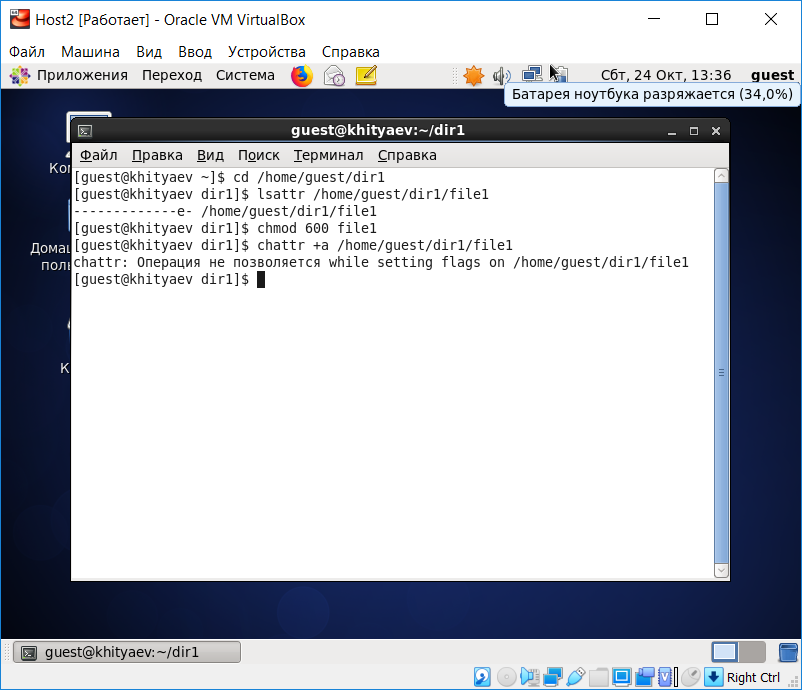 Host2 [Работает] - Oracle VM VirtualBox
Файл Машина Вид Ввод Устройства Справка
Приложения Переход Система Сбт, 24 Окт, 13:36 guest
Батарея ноутбука разряжается (34,0%)
guest@khityaev:~/dir1
Файл Правка Вид Поиск Терминал Справка
[guest@khityaev ~]$ cd /home/guest/dir1
[guest@khityaev dir1]$ lsattr /home/guest/dir1/file1
-------------e- /home/guest/dir1/file1
[guest@khityaev dir1]$ chmod 600 file1
[guest@khityaev dir1]$ chattr +a /home/guest/dir1/file1
chattr: Операция не позволяется while setting flags on /home/guest/dir1/file1
[guest@khityaev dir1]$
guest@khityaev:~/dir1
Right Ctrl